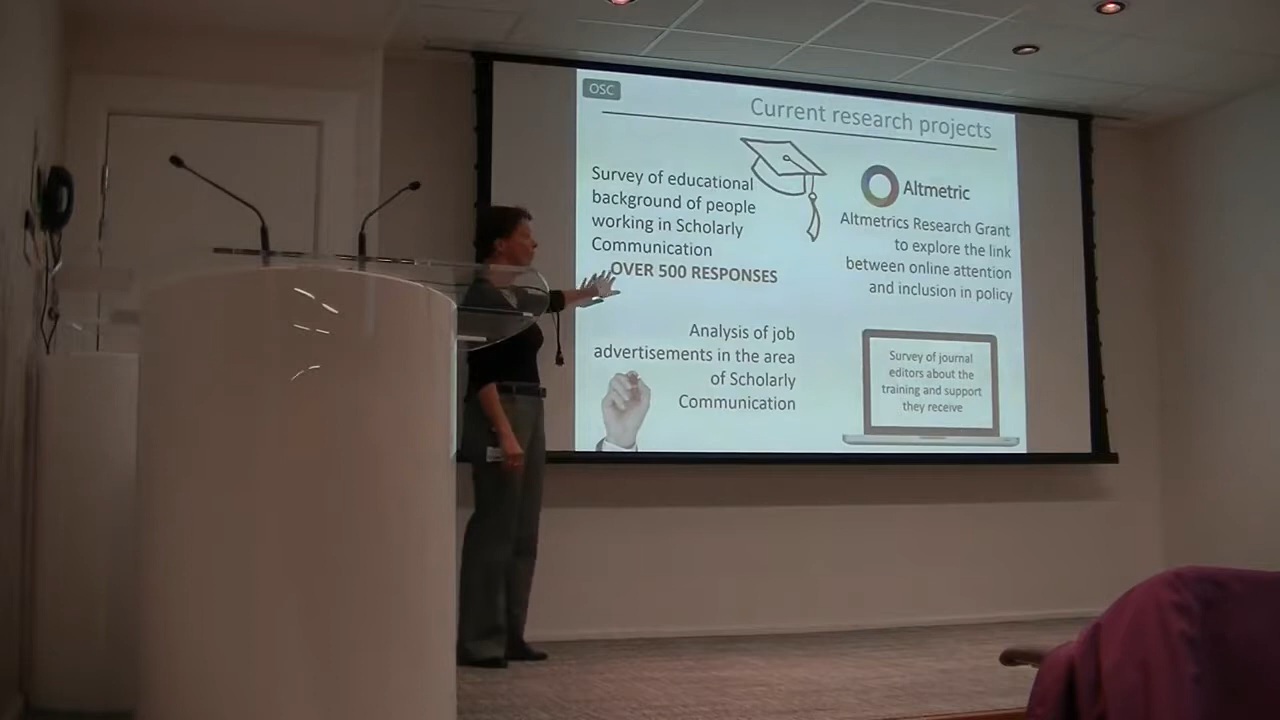 OSC
Current research projects
Survey of educational
background of people
working in Scholarly
Communication
OVER 500 RESPONSES
Altmetric
Altmetrics Research Grant
to explore the link
between online attention
and inclusion in policy
Analysis of job
advertisements in the area
of Scholarly
Communication
Survey of journal
editors about the
training and support
they receive